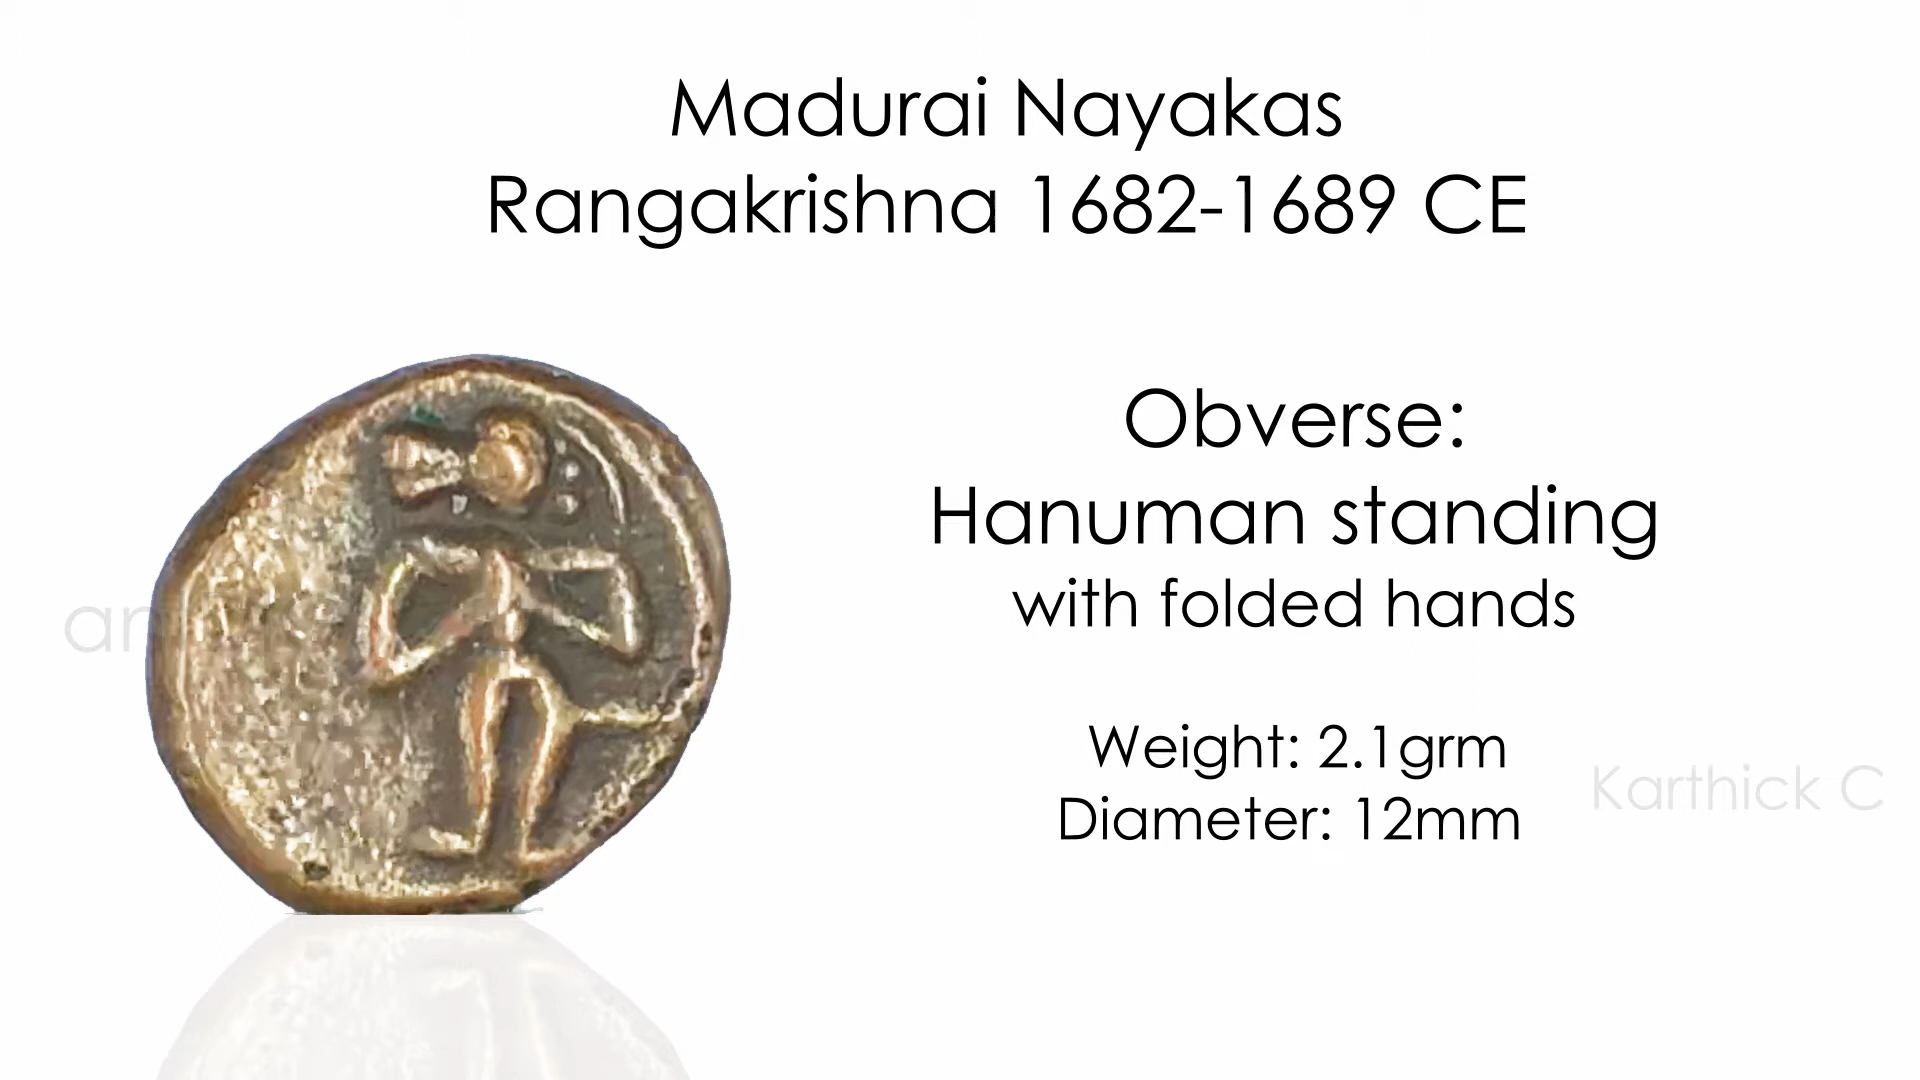 Madurai Nayakas
Rangakrishna 1682-1689 CE
Obverse:
Hanuman standing
with folded hands
Weight: 2.1grm
Karthick C
Diameter: 12mm